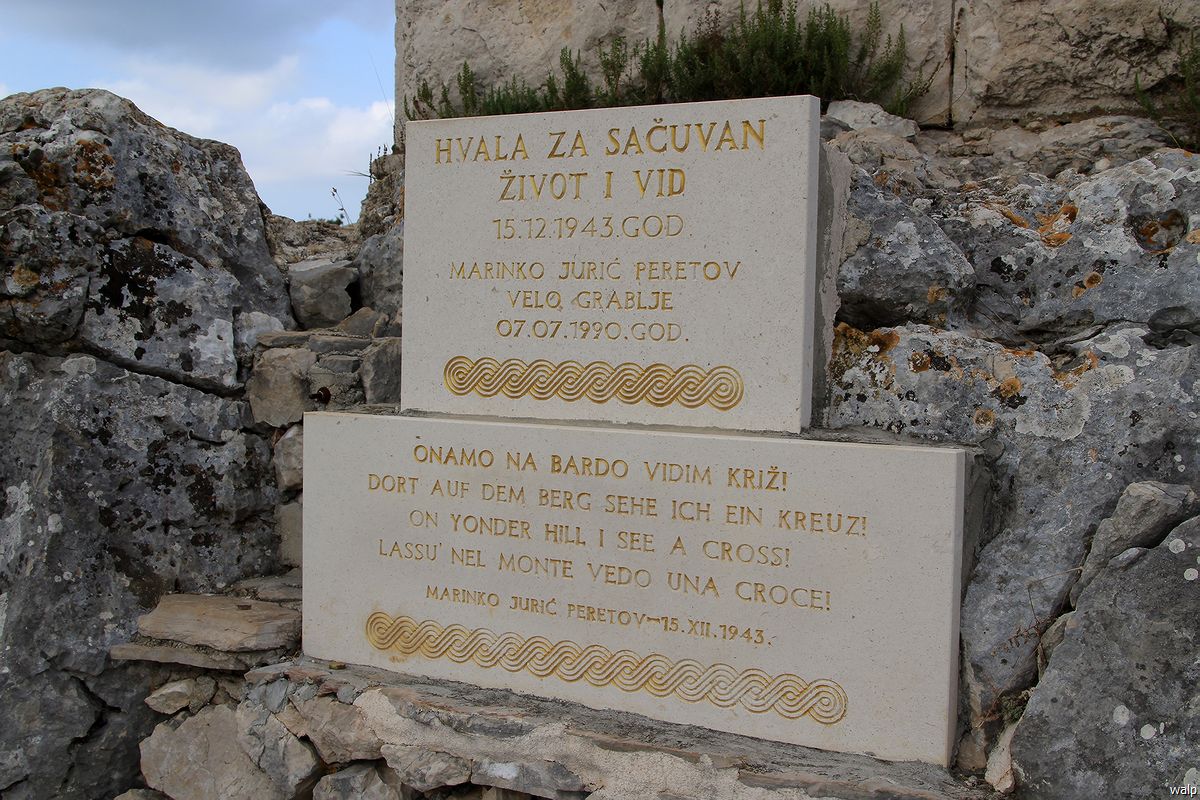 HVALA ZA SAČUVAN
ŽIVOT I VID
15.12.1943.GOD.
MARINKO JURIĆ PERETOV
VELO GRABLJE
07.07.1990.GOD.
ONAMO NA BARDO VIDIM KRIŽ!
DORT AUF DEM BERG SEHE ICH EIN KREUZ!
ON YONDER HILL I SEE A CROSS!
LASSU' NEL MONTE VEDO UNA CROCE!
MARINKO JURIĆ PERETOV-15.XII.1943.
walp